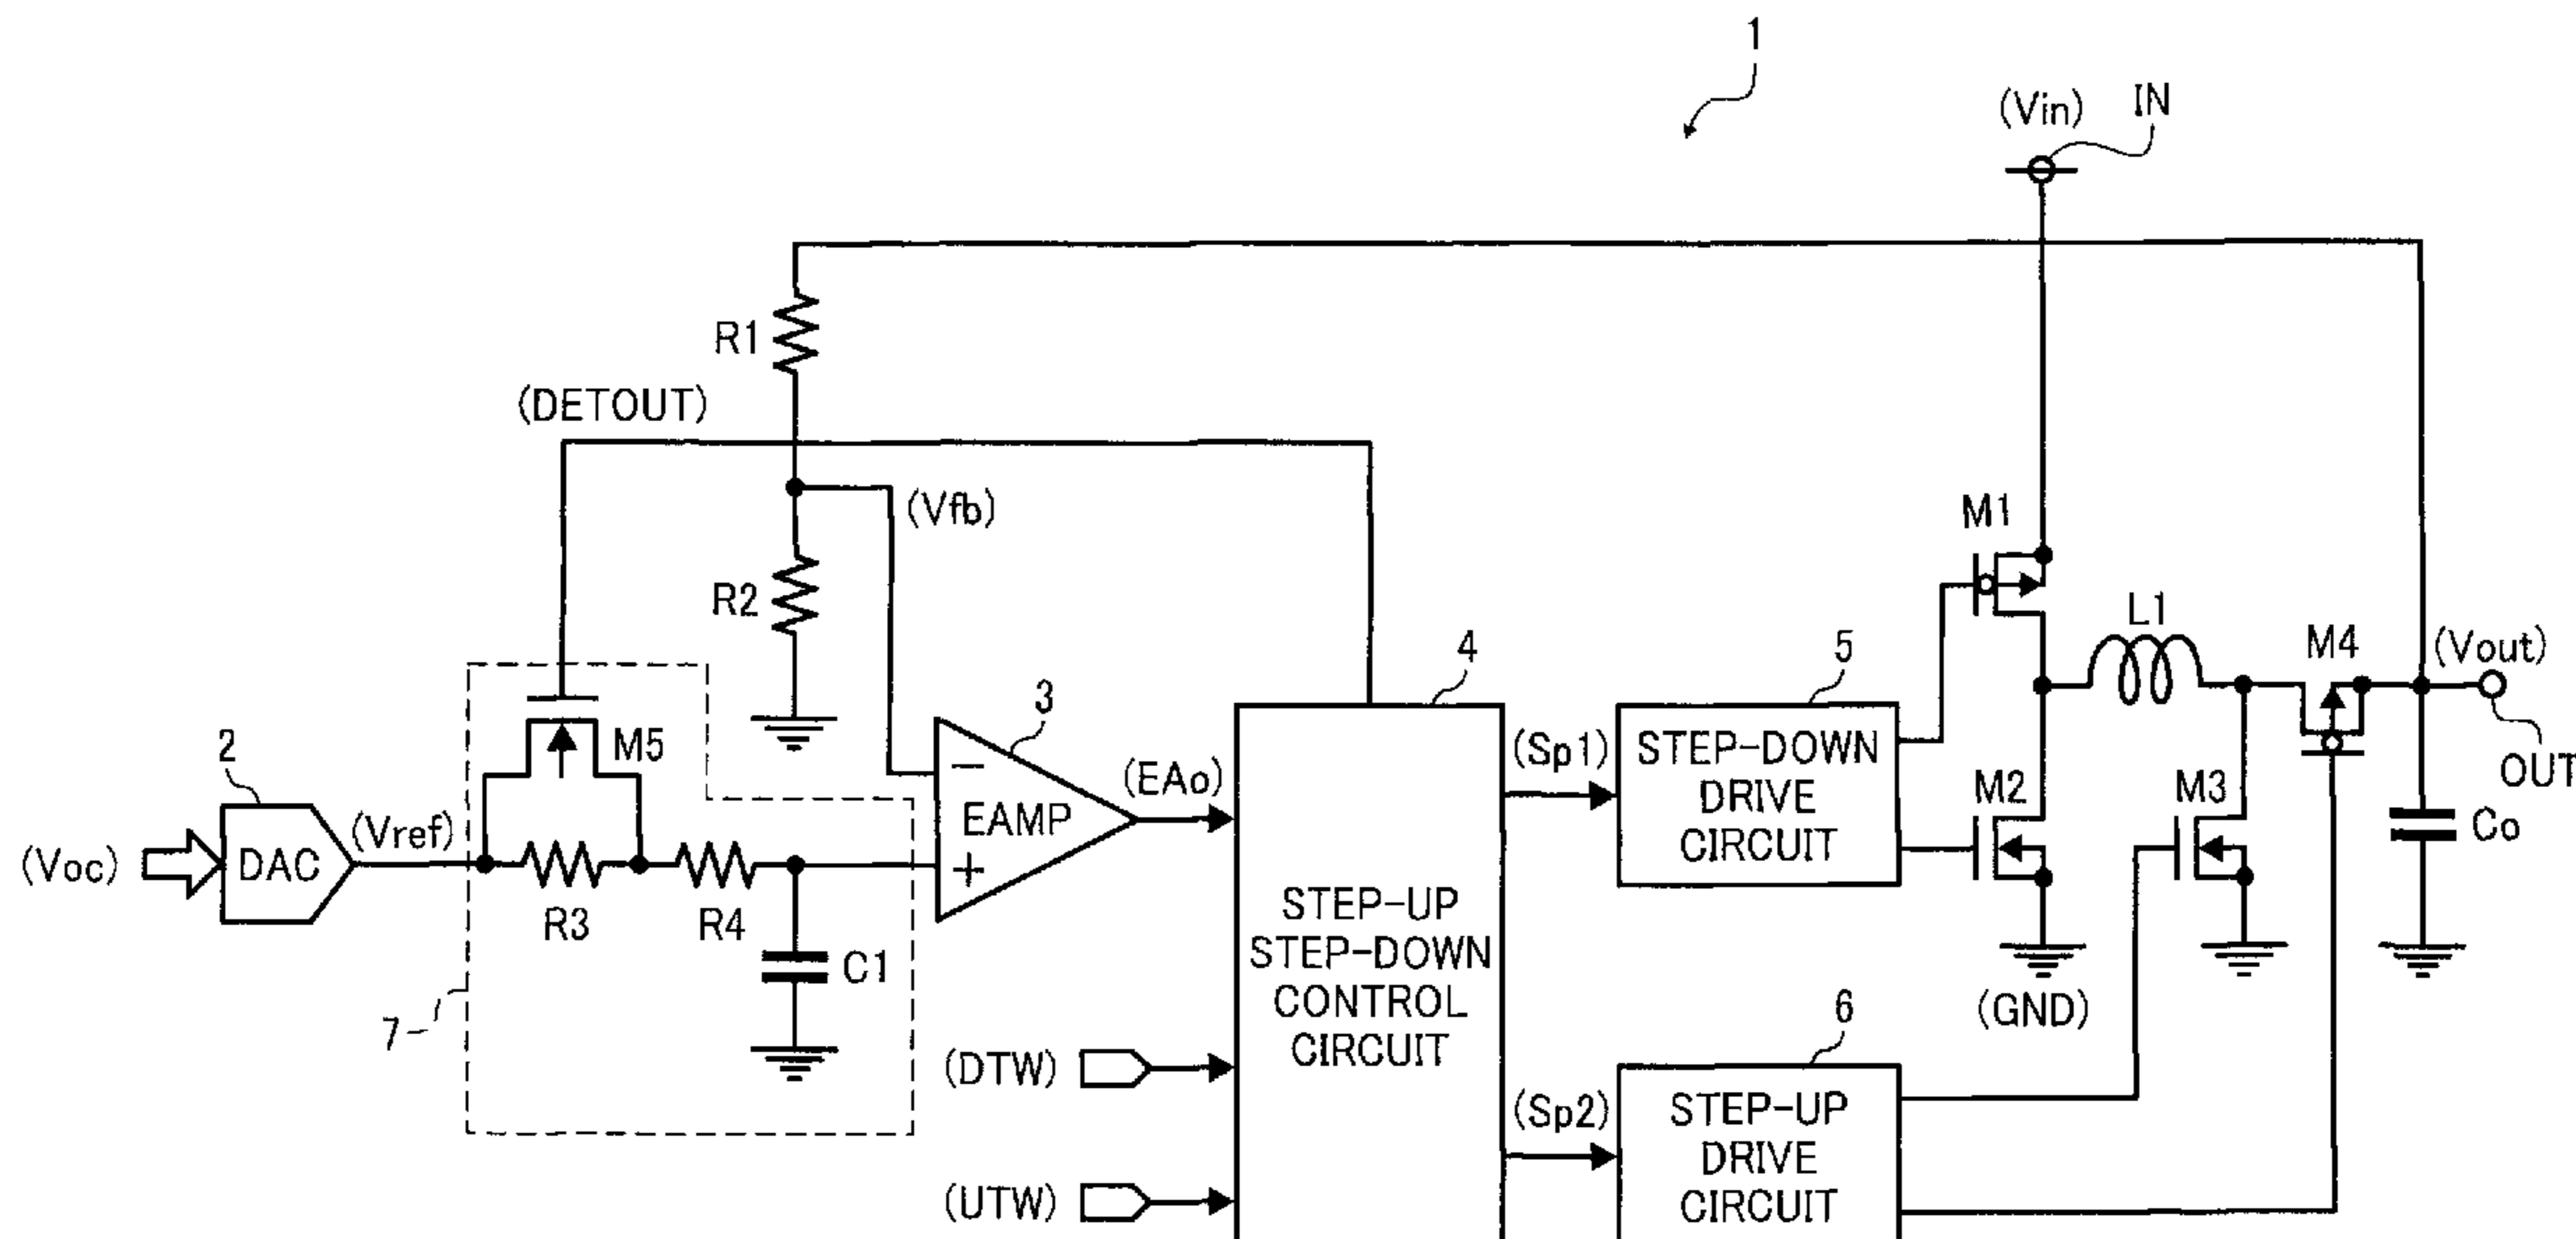 1
(Vin)
IN
R1
(DETOUT)
(Vfb)
M1
R2
L1
M4
(Vout)
OUT
2
M5
3
4
5
(Voc)
DAC
(Vref)
R3
R4
C1
7
−
EAMP
+
(EAo)
STEP-UP
STEP-DOWN
CONTROL
CIRCUIT
(Sp1)
STEP-DOWN
DRIVE
CIRCUIT
M2
M3
Co
(GND)
6
(DTW)
(UTW)
(Sp2)
STEP-UP
DRIVE
CIRCUIT